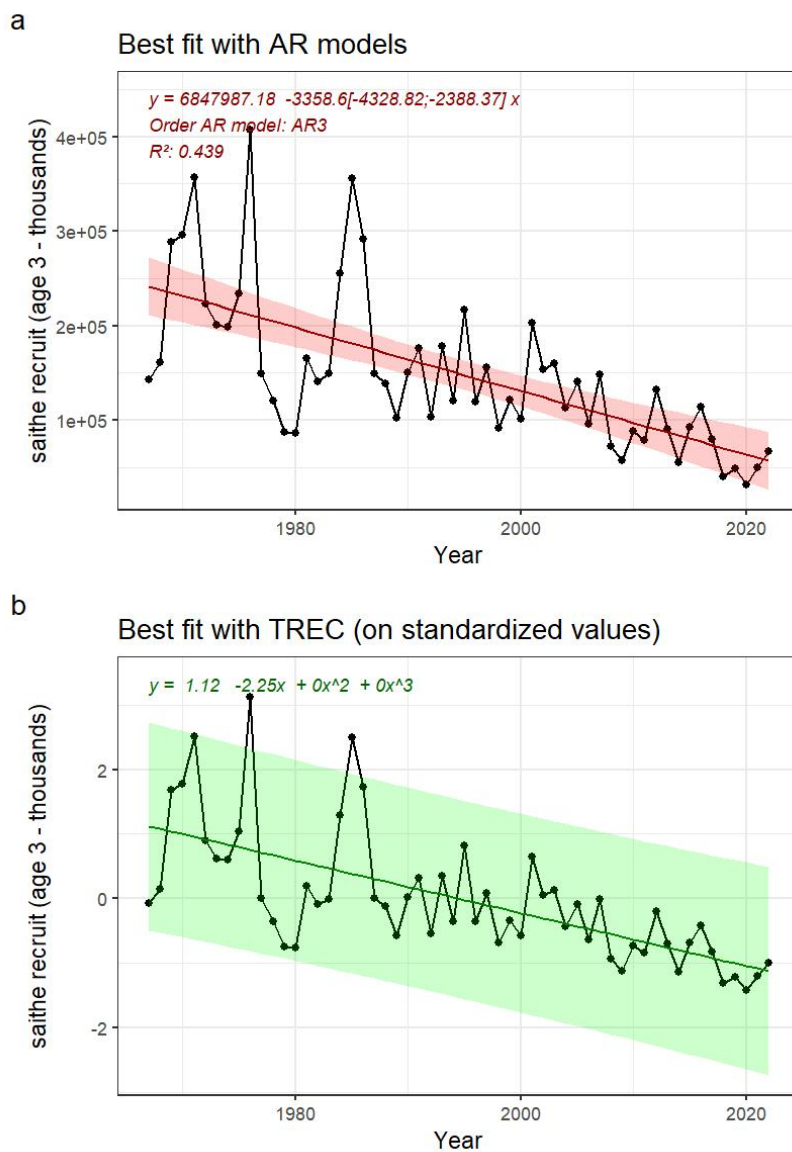 a
Best fit with AR models
y = 6847987.18 -3358.6[-4328.82;-2388.37] x
Order AR model: AR3
R²: 0.439
4e+05
3e+05
2e+05
1e+05
saithe recruit (age 3 - thousands)
1980 2000 2020
Year
b
Best fit with TREC (on standardized values)
y = 1.12 -2.25x + 0x^2 + 0x^3
2
0
-2
saithe recruit (age 3 - thousands)
1980 2000 2020
Year